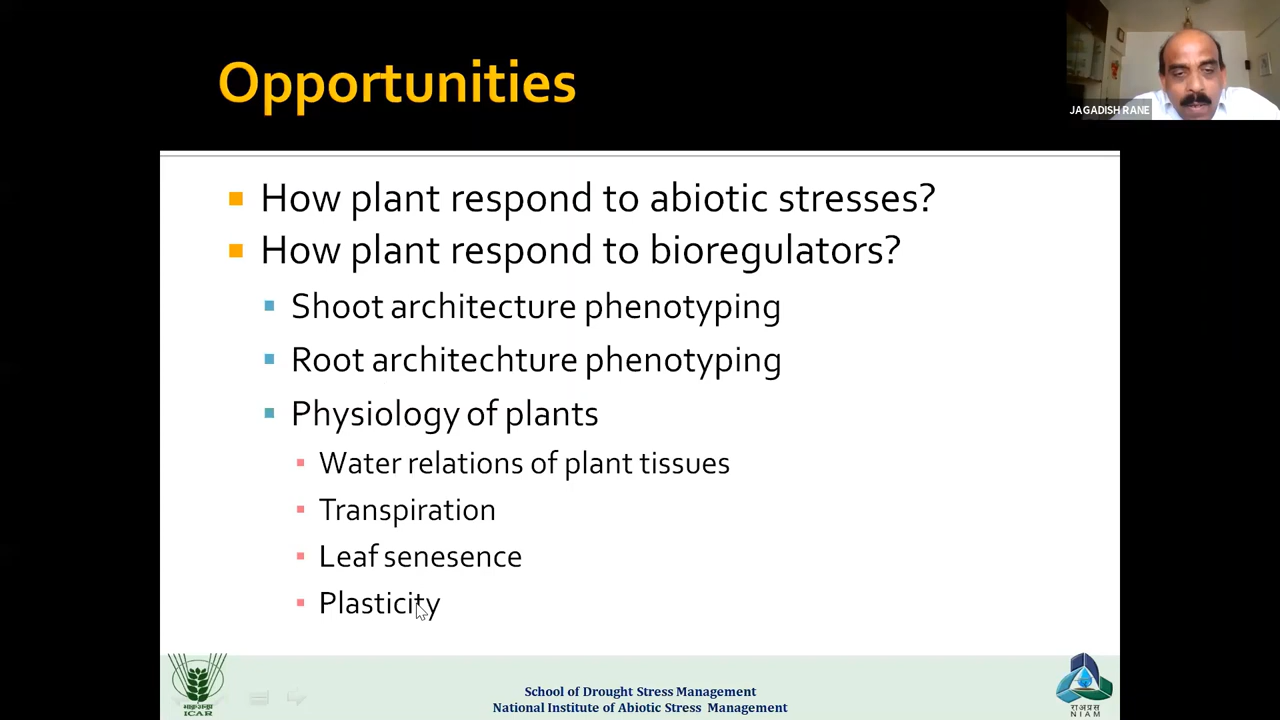 Opportunities
JAGADISH RANE
How plant respond to abiotic stresses?
How plant respond to bioregulators?
Shoot architecture phenotyping
Root architechture phenotyping
Physiology of plants
Water relations of plant tissues
Transpiration
Leaf senesence
Plasticity
School of Drought Stress Management
National Institute of Abiotic Stress Management
ICAR
NIAM